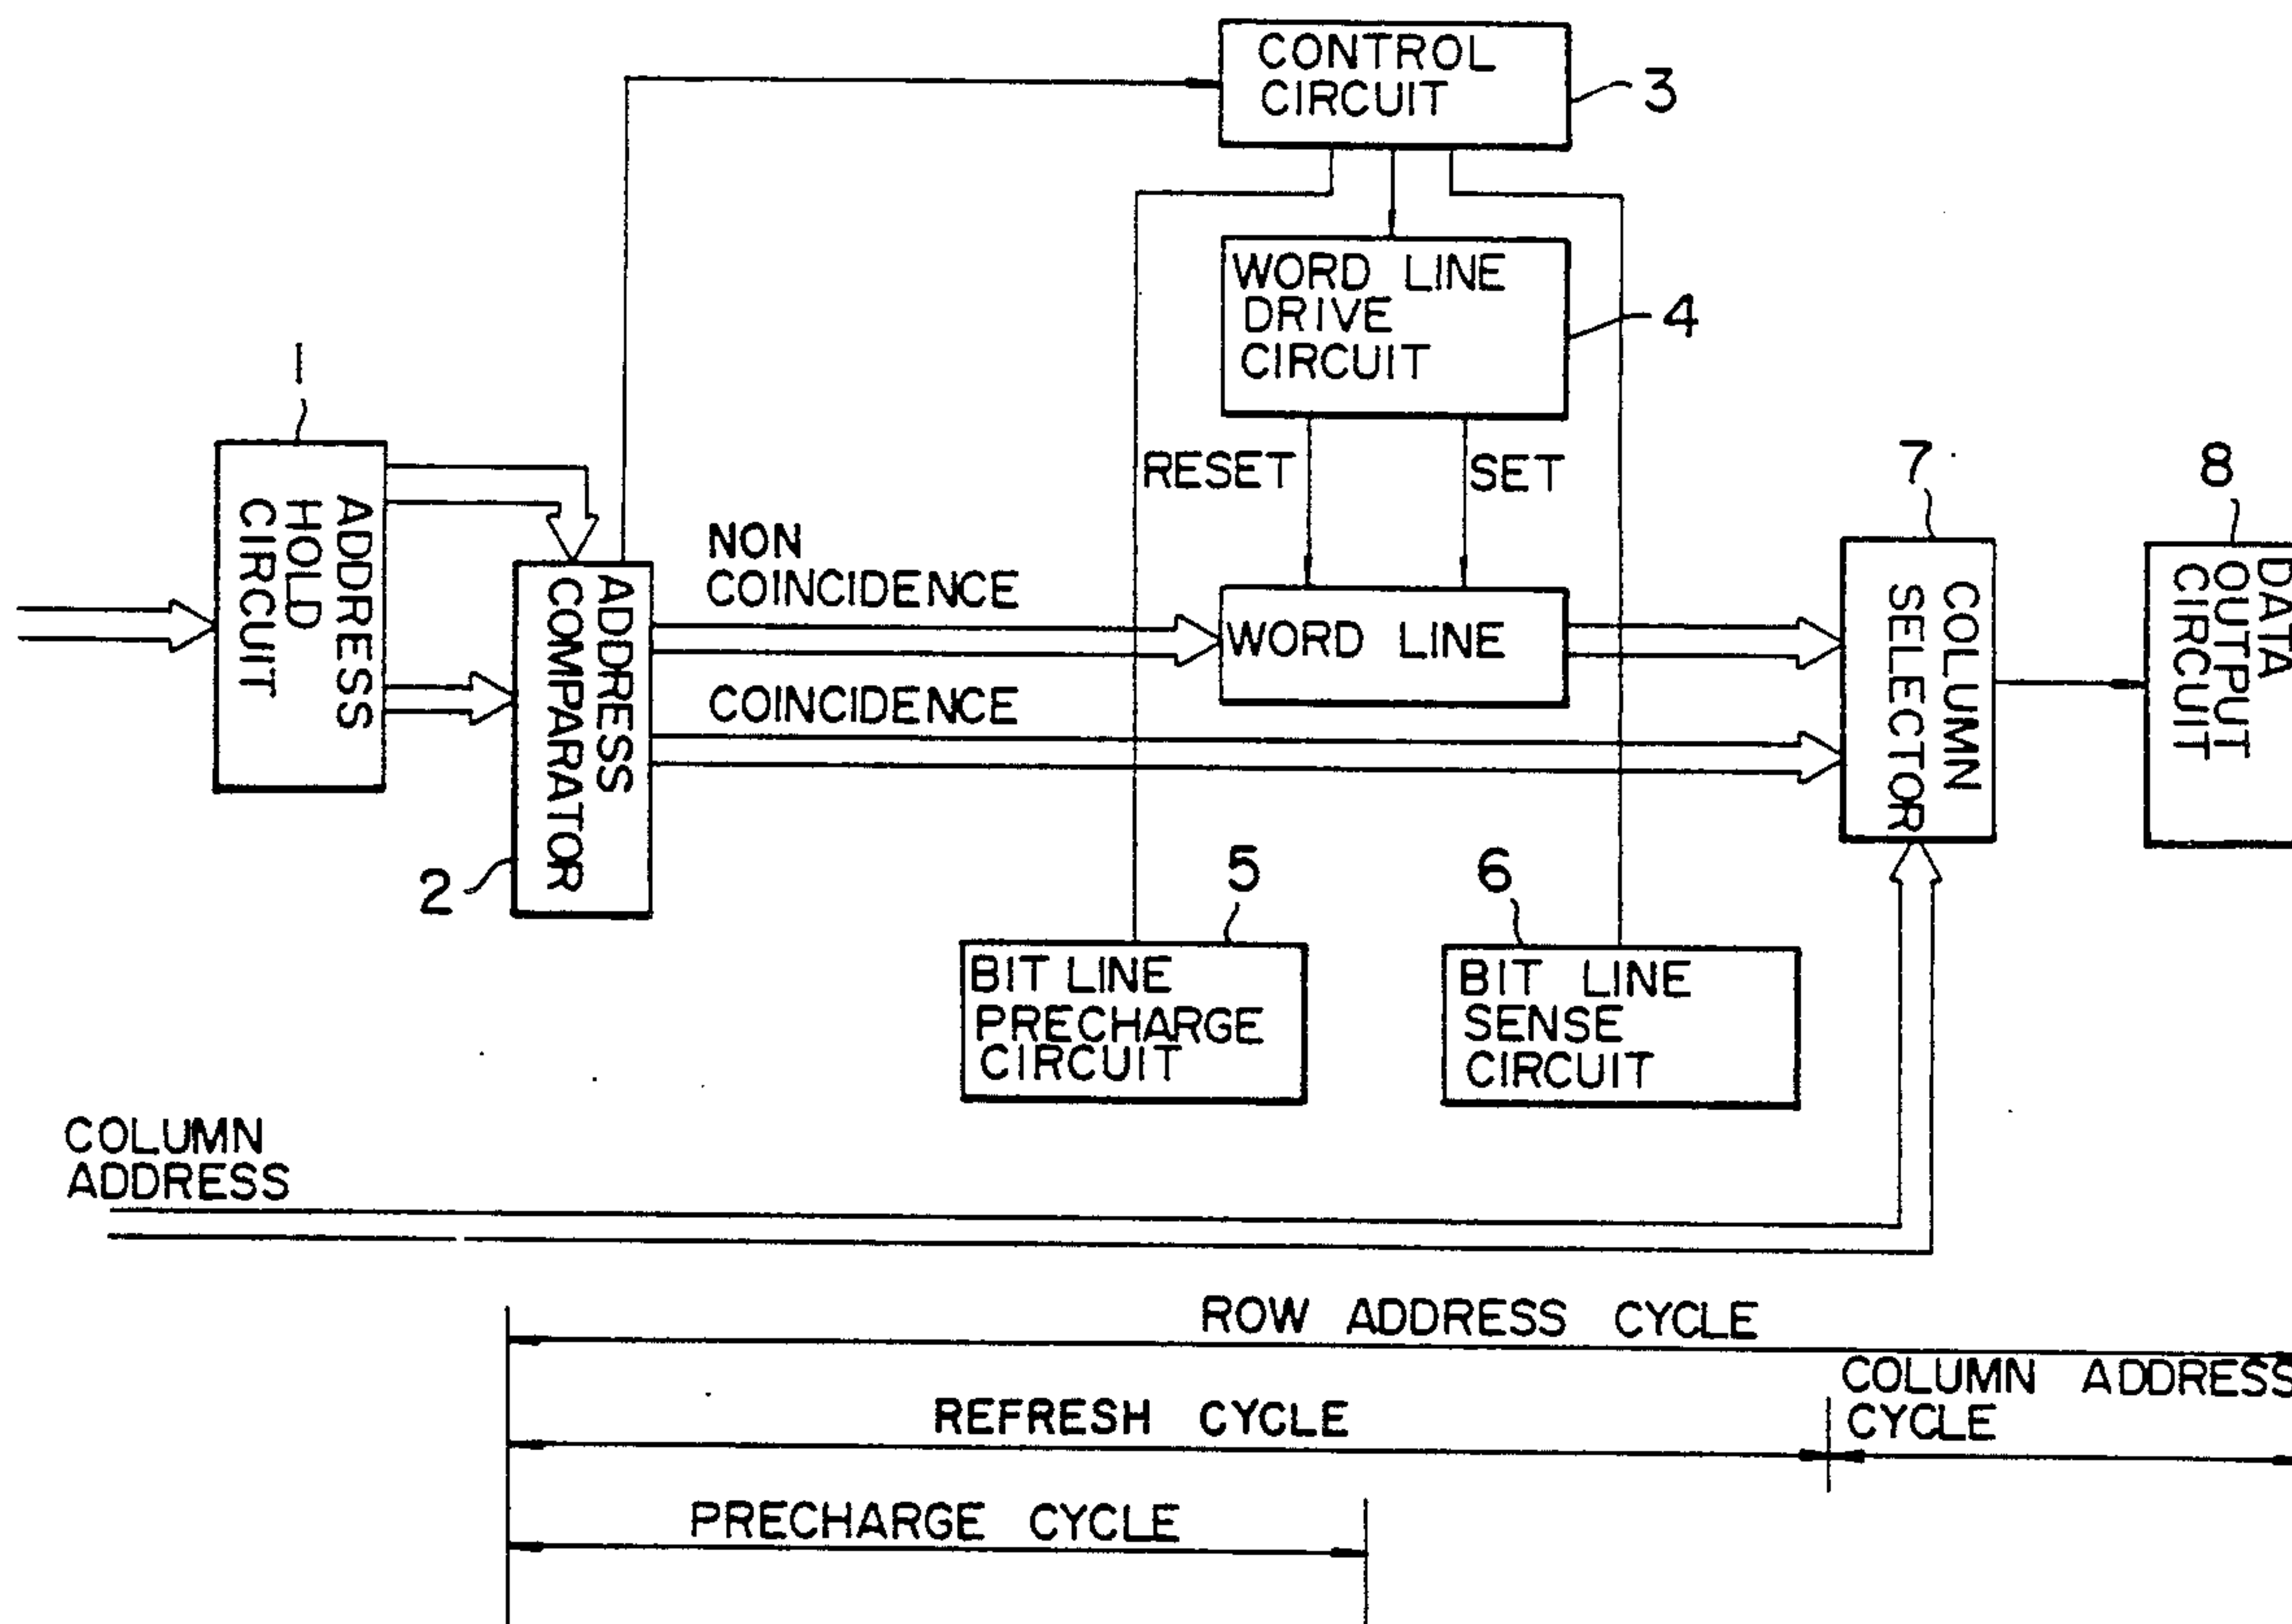 CONTROL
CIRCUIT
3
WORD LINE
DRIVE
CIRCUIT
4
1
ADDRESS
HOLD
CIRCUIT
RESET
SET
7
8
NON
COINCIDENCE
ADDRESS
COMPARATOR
WORD LINE
COLUMN
SELECTOR
DATA
OUTPUT
CIRCUIT
COINCIDENCE
2
5
6
BIT LINE
PRECHARGE
CIRCUIT
BIT LINE
SENSE
CIRCUIT
COLUMN
ADDRESS
ROW ADDRESS CYCLE
COLUMN ADDRESS
CYCLE
REFRESH CYCLE
PRECHARGE CYCLE